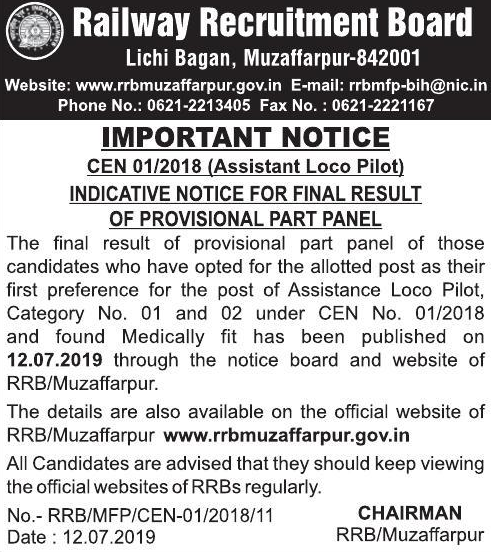 Railway Recruitment Board
Lichi Bagan, Muzaffarpur-842001
Website: www.rrbmuzaffarpur.gov.in E-mail: rrbmfp-bih@nic.in
Phone No.: 0621-2213405 Fax No. : 0621-2221167
IMPORTANT NOTICE
CEN 01/2018 (Assistant Loco Pilot)
INDICATIVE NOTICE FOR FINAL RESULT
OF PROVISIONAL PART PANEL
The final result of provisional part panel of those
candidates who have opted for the allotted post as their
first preference for the post of Assistance Loco Pilot,
Category No. 01 and 02 under CEN No. 01/2018
and found Medically fit has been published on
12.07.2019 through the notice board and website of
RRB/Muzaffarpur.
The details are also available on the official website of
RRB/Muzaffarpur www.rrbmuzaffarpur.gov.in
All Candidates are advised that they should keep viewing
the official websites of RRBs regularly.
No.- RRB/MFP/CEN-01/2018/11 CHAIRMAN
Date : 12.07.2019 RRB/Muzaffarpur